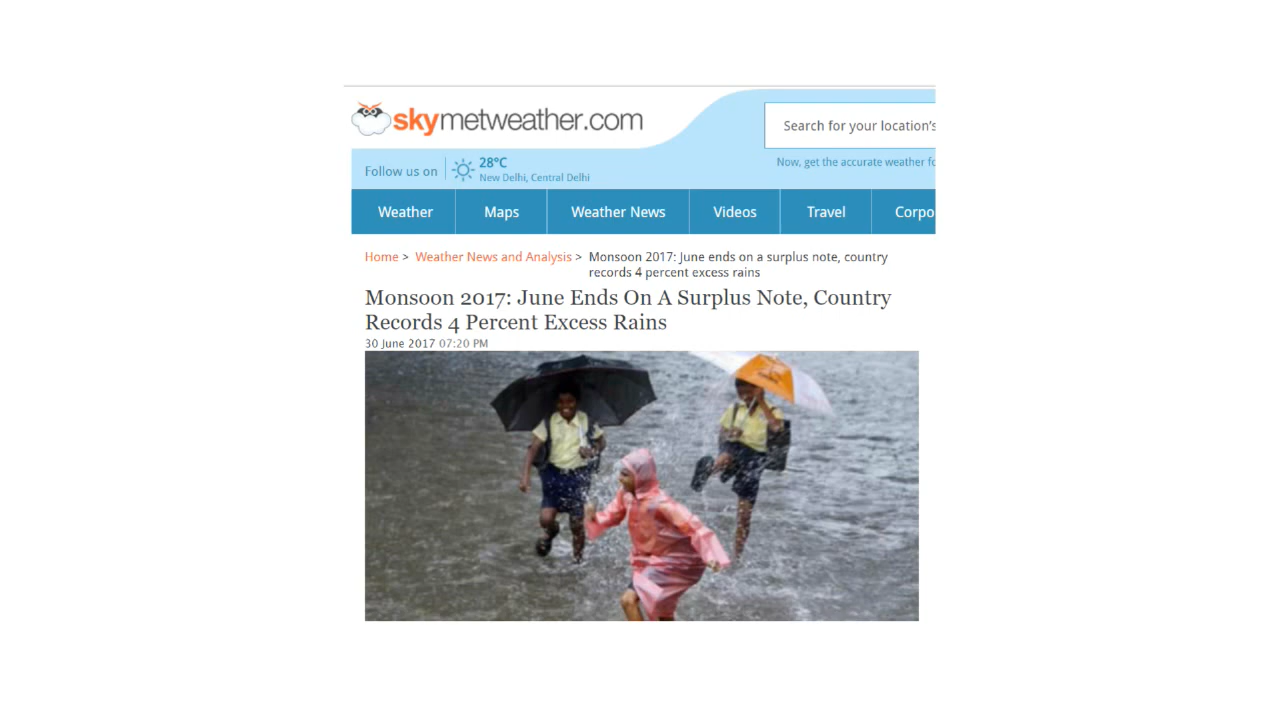 skymetweather.com
Search for your location's
Follow us on
28°C
New Delhi, Central Delhi
Now, get the accurate weather fo
Weather
Maps
Weather News
Videos
Travel
Corpo
Home > Weather News and Analysis > Monsoon 2017: June ends on a surplus note, country
records 4 percent excess rains
Monsoon 2017: June Ends On A Surplus Note, Country
Records 4 Percent Excess Rains
30 June 2017 07:20 PM